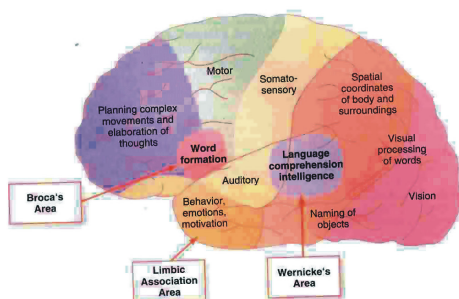 Motor
Somato-
sensory
Spatial
coordinates
of body and
surroundings
Planning complex
movements and
elaboration of
thoughts
Word
formation
Language
comprehension
intelligence
Visual
processing
of words
Auditory
Vision
Broca's
Area
Behavior,
emotions,
motivation
Naming of
objects
Limbic
Association
Area
Wernicke's
Area